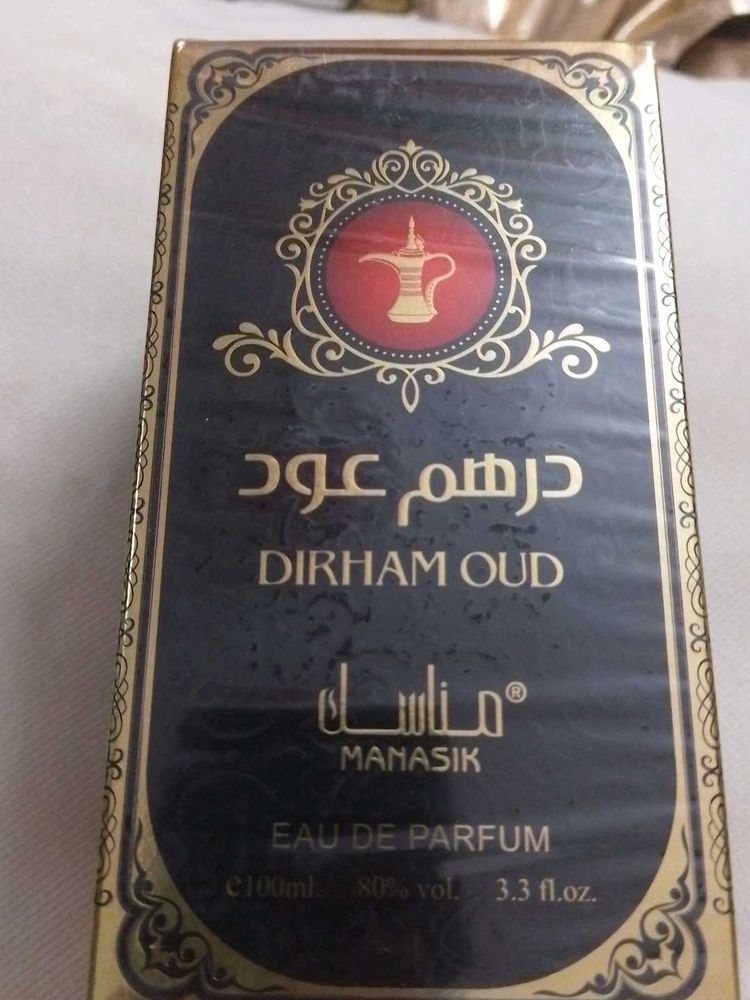 درهم عود
DIRHAM OUD
مناسك®
MANASIK
EAU DE PARFUM
e100ml. 80% vol. 3.3 fl.oz.